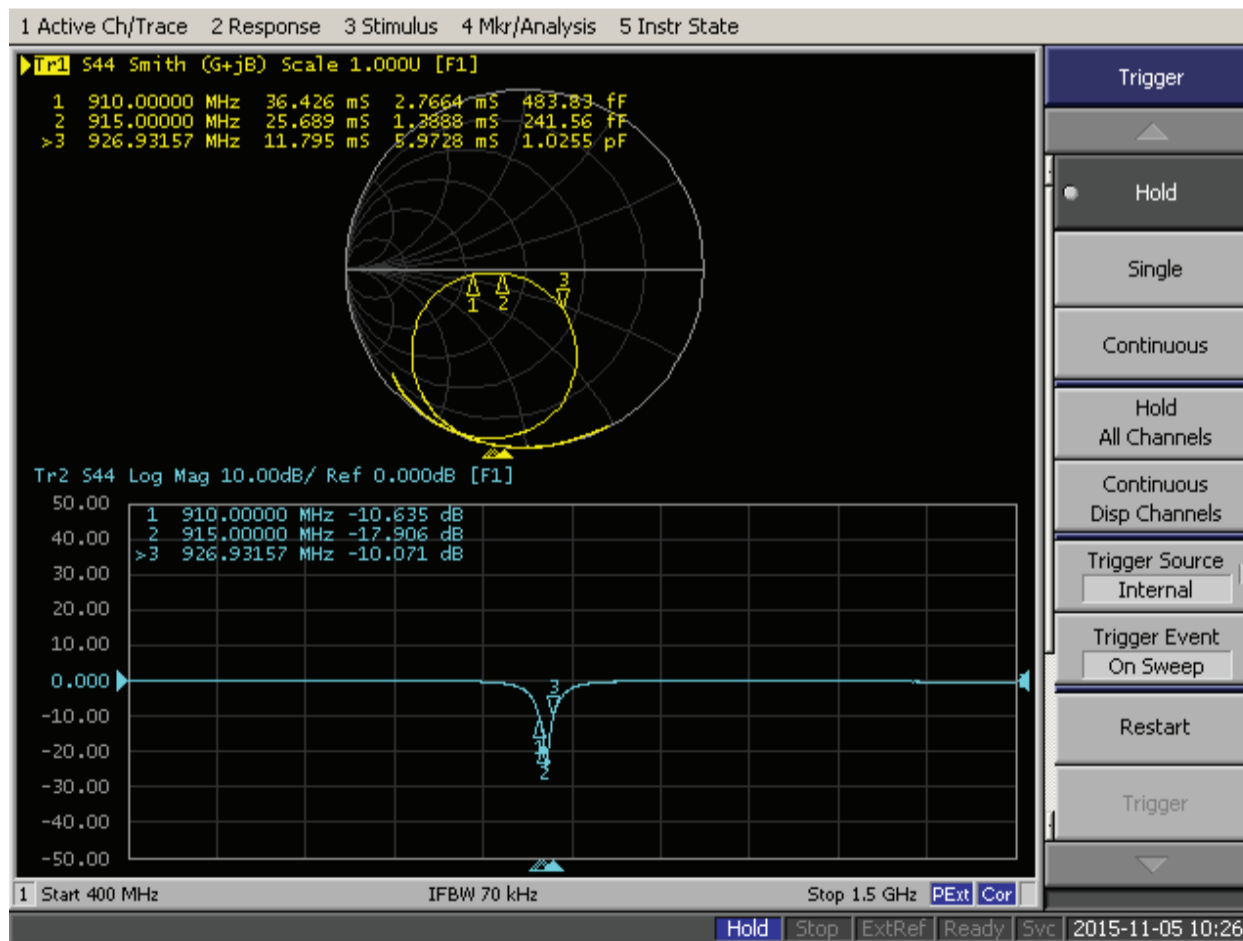 1 Active Ch/Trace 2 Response 3 Stimulus 4 Mkr/Analysis 5 Instr State
Tr1 S44 Smith (G+jB) Scale 1.000U [F1]
1 910.00000 MHz 36.426 mS 2.7664 mS 483.83 fF
2 915.00000 MHz 25.689 mS 1.3888 mS 241.56 fF
>3 926.93157 MHz 11.795 mS 5.9728 mS 1.0255 pF
3
1 2
Tr2 S44 Log Mag 10.00dB/ Ref 0.000dB [F1]
50.00
40.00
30.00
20.00
10.00
0.000
-10.00
-20.00
-30.00
-40.00
-50.00
1 910.00000 MHz -10.635 dB
2 915.00000 MHz -17.906 dB
>3 926.93157 MHz -10.071 dB
3
1
2
1 Start 400 MHz IFBW 70 kHz Stop 1.5 GHz PExt Cor
Trigger
Hold
Single
Continuous
Hold
All Channels
Continuous
Disp Channels
Trigger Source
Internal
Trigger Event
On Sweep
Restart
Trigger
Hold Stop ExtRef Ready Svc 2015-11-05 10:26